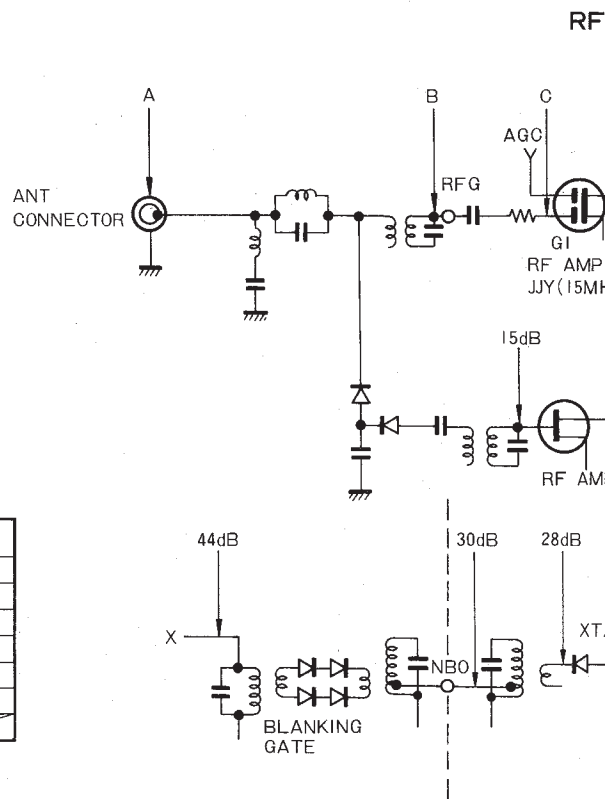 RF
A
B
C
AGC
ANT
CONNECTOR
RFG
G1
RF AMP
JJY(15MH
15dB
RF AM
44dB
30dB
28dB
X
XT
NBO
BLANKING
GATE